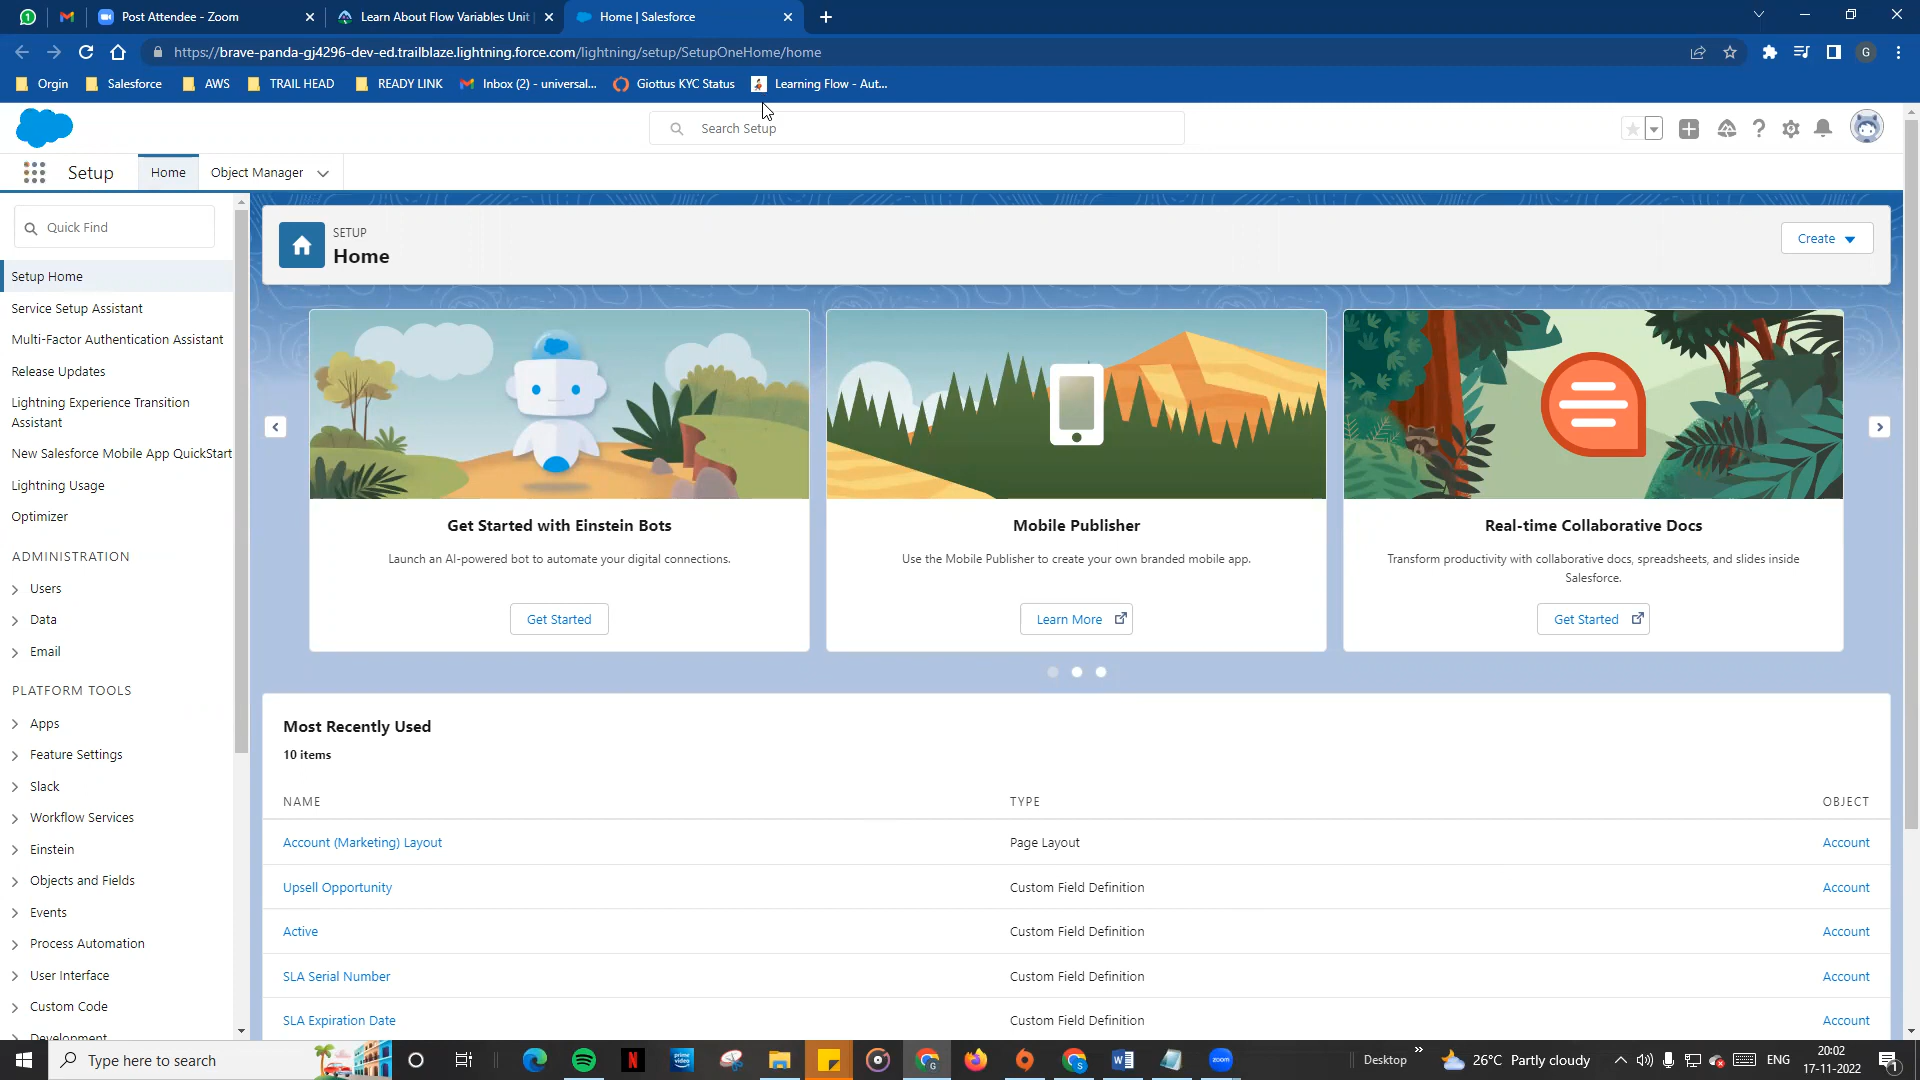 Post Attendee - Zoom
Learn About Flow Variables Unit
Home | Salesforce
https://brave-panda-gj4296-dev-ed.trailblaze.lightning.force.com/lightning/setup/SetupOneHome/home
G
Orgin
Salesforce
AWS
TRAIL HEAD
READY LINK
Inbox (2) - universal...
Giottus KYC Status
Learning Flow - Aut...
Search Setup
Setup
Home
Object Manager
Quick Find
SETUP
Home
Create
Setup Home
Service Setup Assistant
Multi-Factor Authentication Assistant
Release Updates
Lightning Experience Transition
Assistant
New Salesforce Mobile App QuickStart
Lightning Usage
Optimizer
ADMINISTRATION
Users
Data
Email
PLATFORM TOOLS
Apps
Feature Settings
Slack
Workflow Services
Einstein
Objects and Fields
Events
Process Automation
User Interface
Custom Code
Development
Get Started with Einstein Bots
Launch an AI-powered bot to automate your digital connections.
Get Started
Mobile Publisher
Use the Mobile Publisher to create your own branded mobile app.
Learn More
Real-time Collaborative Docs
Transform productivity with collaborative docs, spreadsheets, and slides inside
Salesforce.
Get Started
Most Recently Used
10 items
NAME TYPE OBJECT
Account (Marketing) Layout Page Layout Account
Upsell Opportunity Custom Field Definition Account
Active Custom Field Definition Account
SLA Serial Number Custom Field Definition Account
SLA Expiration Date Custom Field Definition Account
Type here to search
prime video
zoom
Desktop
26°C Partly cloudy
ENG
20:02
17-11-2022
1